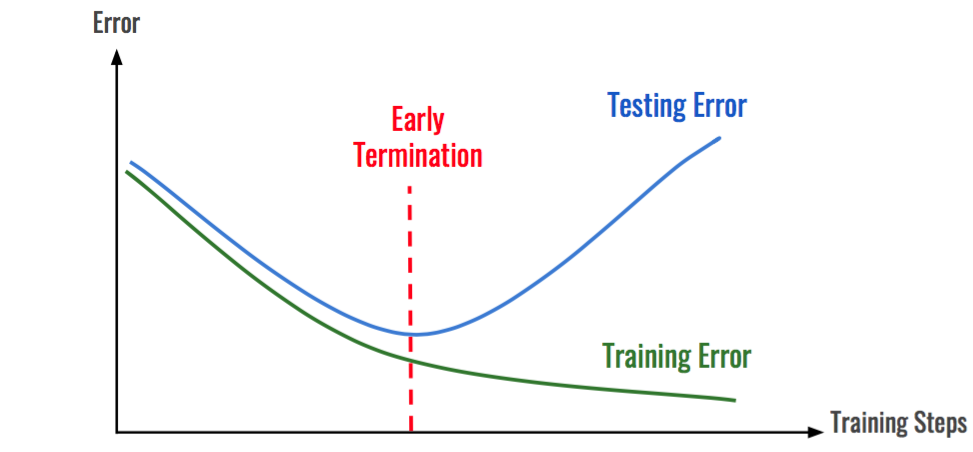 Error
Early
Termination
Testing Error
Training Error
Training Steps